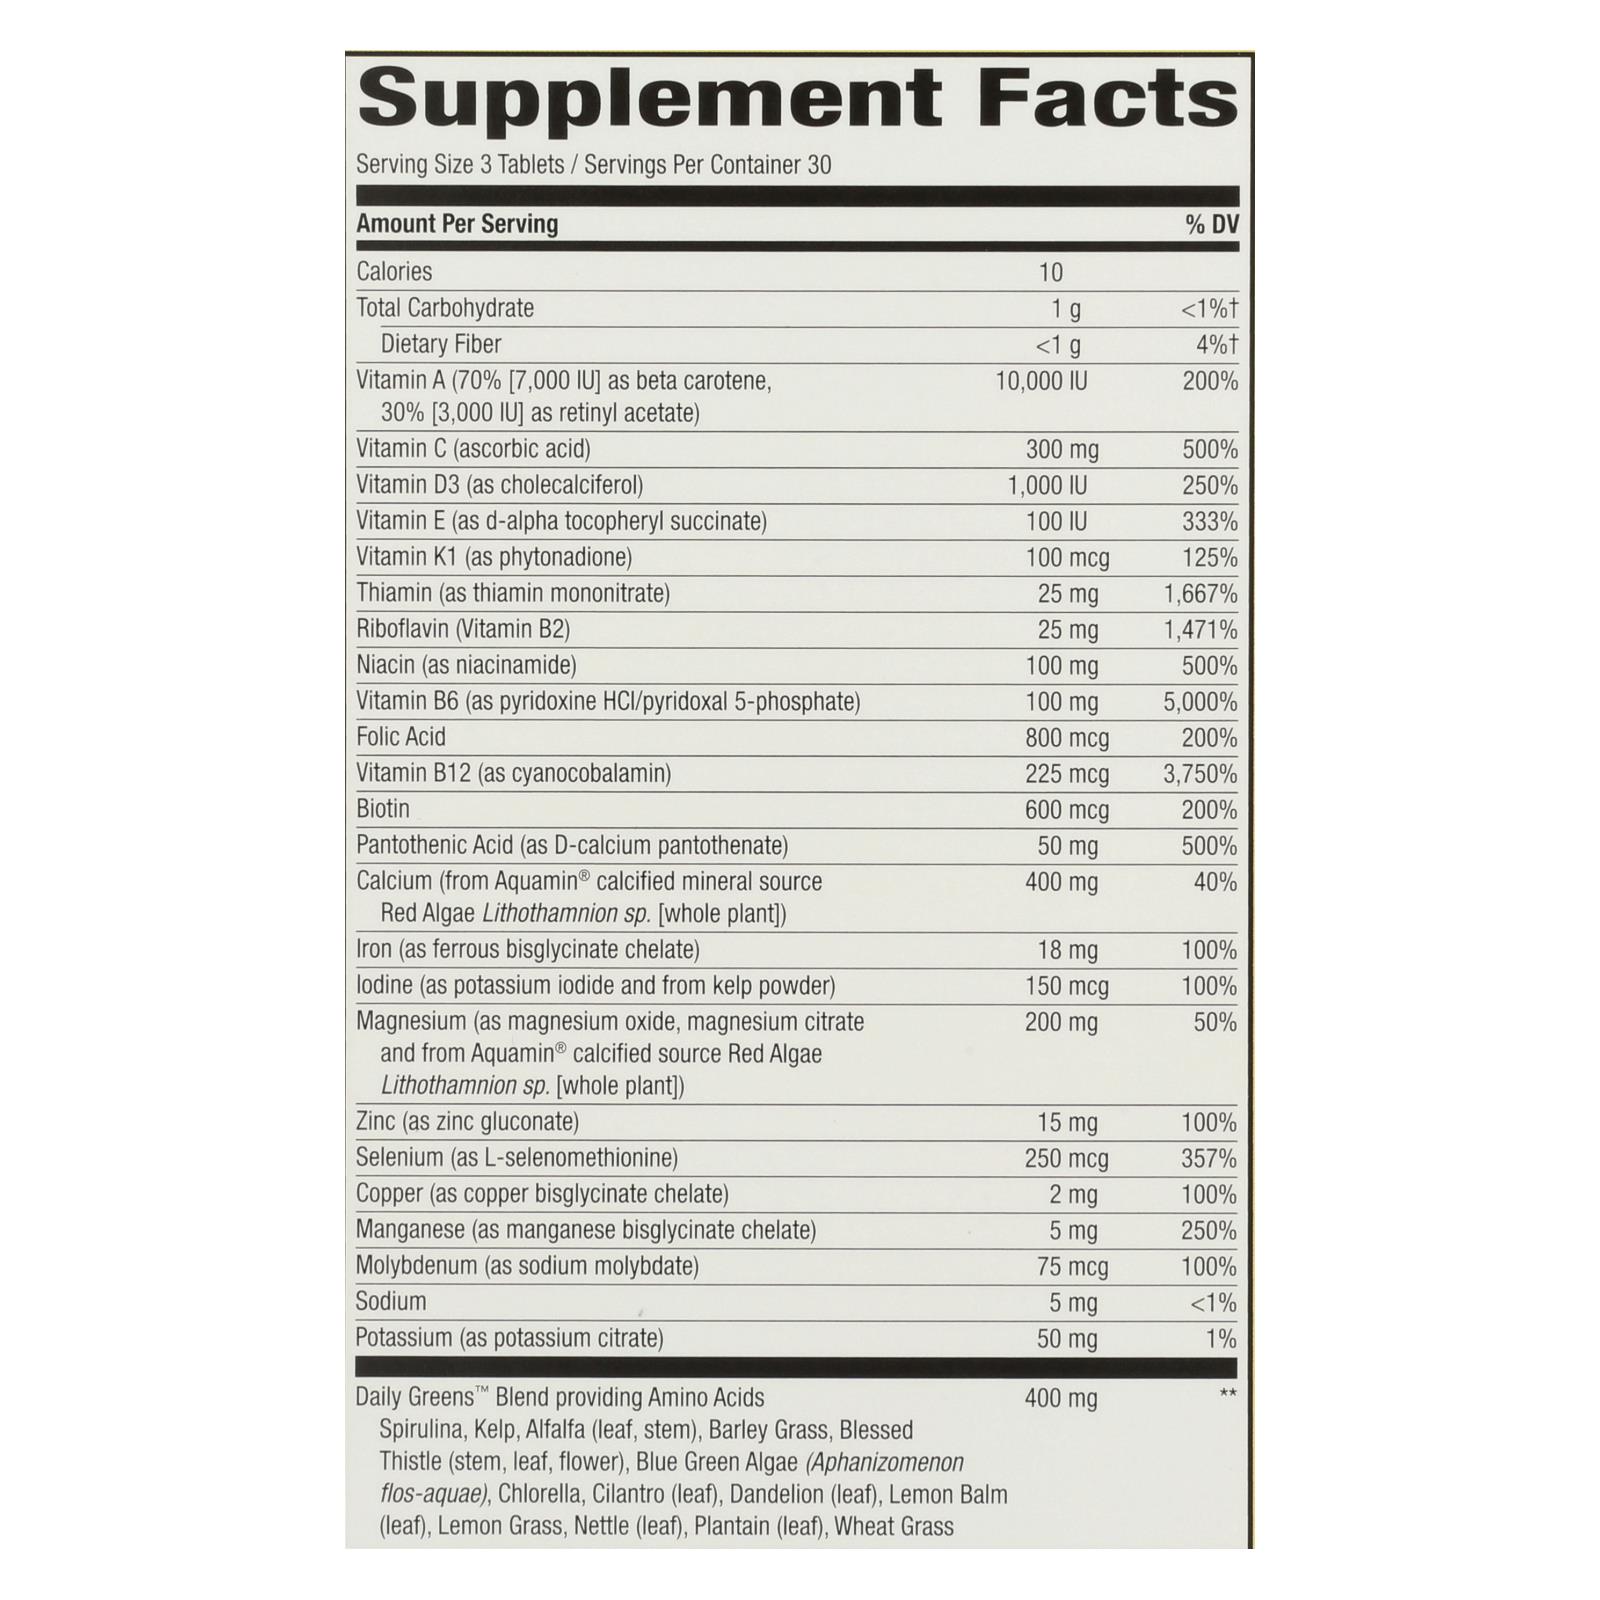 Supplement Facts
Serving Size 3 Tablets / Servings Per Container 30
Amount Per Serving % DV
Calories 10
Total Carbohydrate 1 g <1%†
Dietary Fiber <1 g 4%†
Vitamin A (70% [7,000 IU] as beta carotene, 10,000 IU 200%
30% [3,000 IU] as retinyl acetate)
Vitamin C (ascorbic acid) 300 mg 500%
Vitamin D3 (as cholecalciferol) 1,000 IU 250%
Vitamin E (as d-alpha tocopheryl succinate) 100 IU 333%
Vitamin K1 (as phytonadione) 100 mcg 125%
Thiamin (as thiamin mononitrate) 25 mg 1,667%
Riboflavin (Vitamin B2) 25 mg 1,471%
Niacin (as niacinamide) 100 mg 500%
Vitamin B6 (as pyridoxine HCl/pyridoxal 5-phosphate) 100 mg 5,000%
Folic Acid 800 mcg 200%
Vitamin B12 (as cyanocobalamin) 225 mcg 3,750%
Biotin 600 mcg 200%
Pantothenic Acid (as D-calcium pantothenate) 50 mg 500%
Calcium (from Aquamin® calcified mineral source 400 mg 40%
Red Algae Lithothamnion sp. [whole plant])
Iron (as ferrous bisglycinate chelate) 18 mg 100%
Iodine (as potassium iodide and from kelp powder) 150 mcg 100%
Magnesium (as magnesium oxide, magnesium citrate 200 mg 50%
and from Aquamin® calcified source Red Algae
Lithothamnion sp. [whole plant])
Zinc (as zinc gluconate) 15 mg 100%
Selenium (as L-selenomethionine) 250 mcg 357%
Copper (as copper bisglycinate chelate) 2 mg 100%
Manganese (as manganese bisglycinate chelate) 5 mg 250%
Molybdenum (as sodium molybdate) 75 mcg 100%
Sodium 5 mg <1%
Potassium (as potassium citrate) 50 mg 1%
Daily Greens™ Blend providing Amino Acids 400 mg **
Spirulina, Kelp, Alfalfa (leaf, stem), Barley Grass, Blessed
Thistle (stem, leaf, flower), Blue Green Algae (Aphanizomenon
flos-aquae), Chlorella, Cilantro (leaf), Dandelion (leaf), Lemon Balm
(leaf), Lemon Grass, Nettle (leaf), Plantain (leaf), Wheat Grass